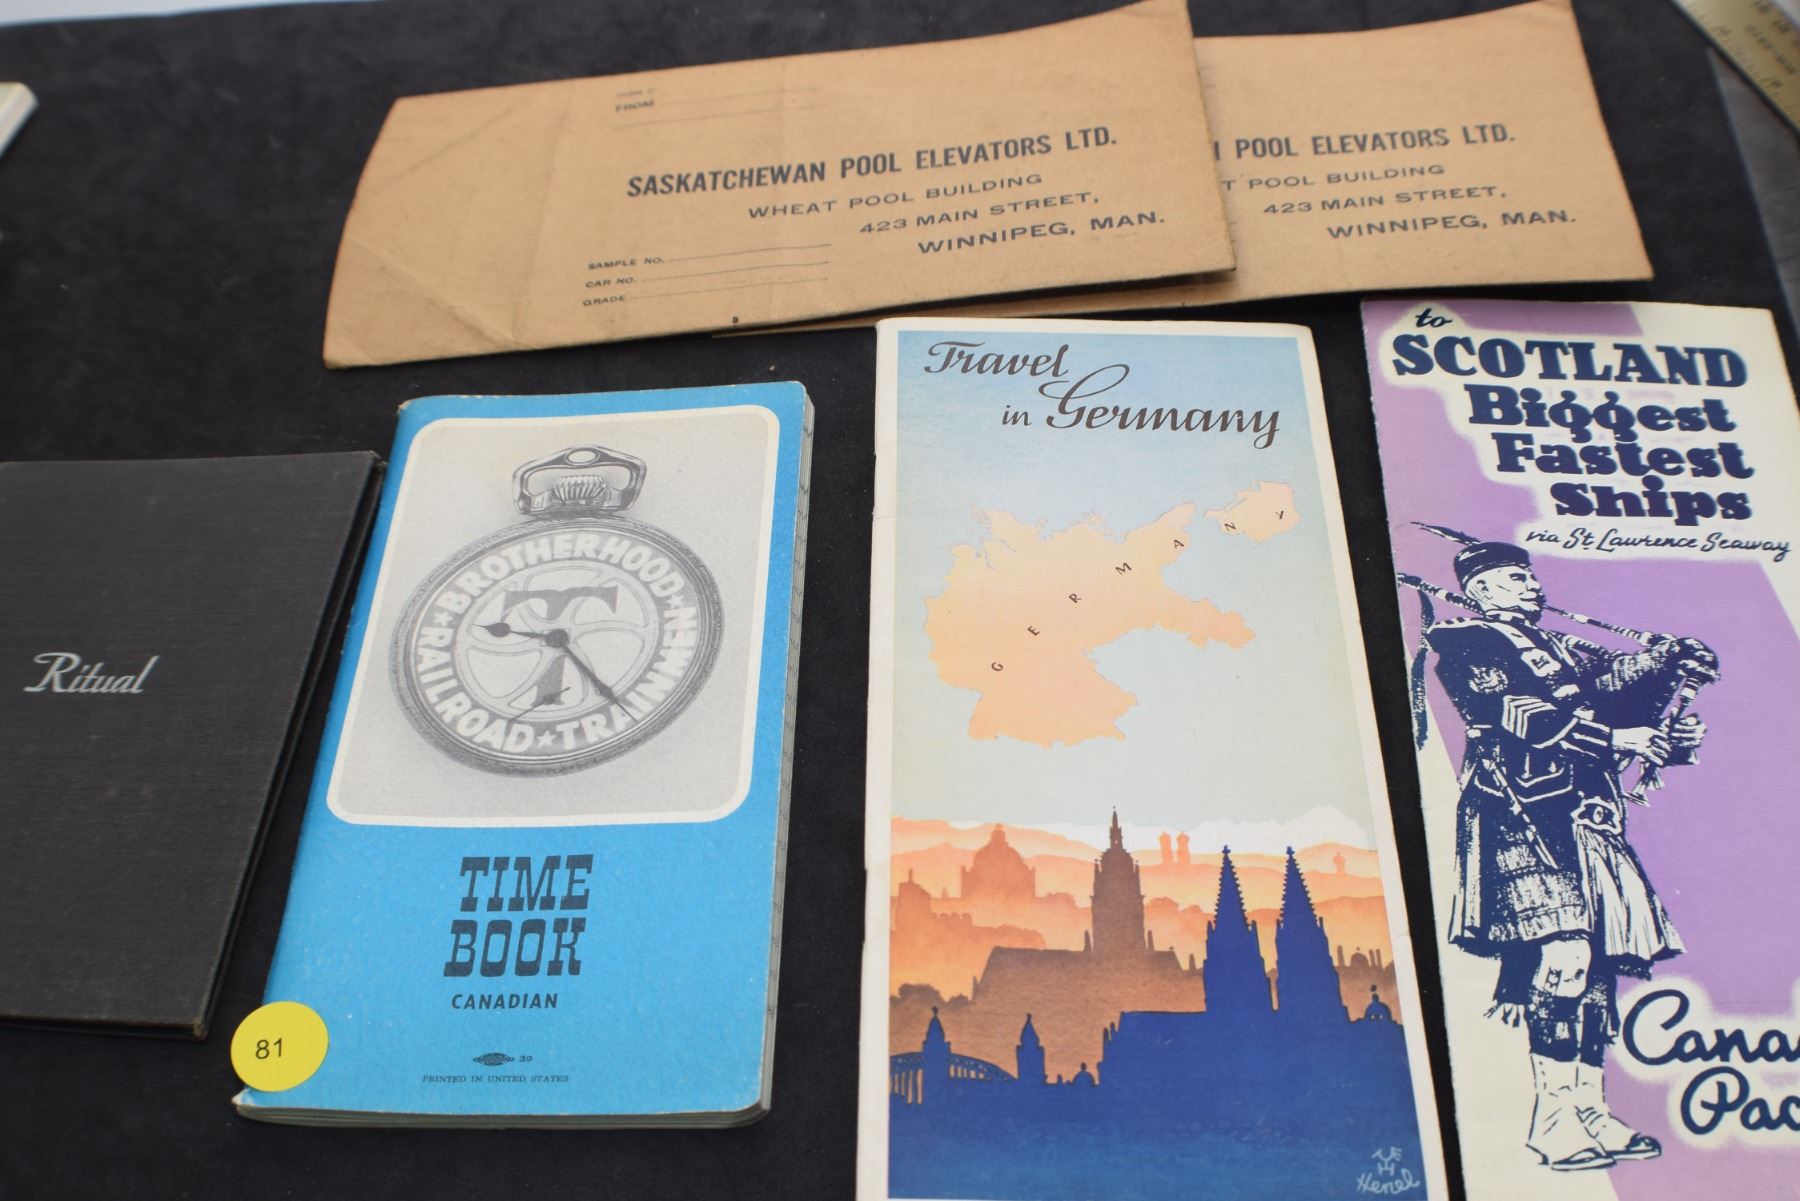 FROM
SASKATCHEWAN POOL ELEVATORS LTD.
WHEAT POOL BUILDING
423 MAIN STREET,
WINNIPEG, MAN.
SAMPLE NO.
CAR NO.
GRADE
POOL ELEVATORS LTD.
T POOL BUILDING
423 MAIN STREET,
WINNIPEG, MAN.
Ritual
BROTHERHOOD
RAILROAD ★ TRAINMEN
T
TIME
BOOK
CANADIAN
39
PRINTED IN UNITED STATES
81
Travel
in Germany
GERMANY
Henel
to
SCOTLAND
Biggest
Fastest
Ships
via St. Lawrence Seaway
Cana
Pac